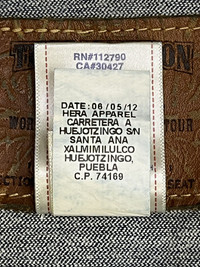 RN#112790
CA#30427
DATE: 06/05/12
HERA APPAREL
CARRETERA A
HUEJOTZINGO S/N
SANTA ANA
XALMIMILULCO
HUEJOTZINGO,
PUEBLA
C.P. 74169